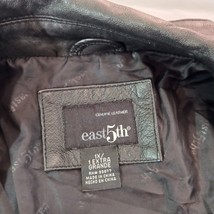 GENUINE LEATHER
east5th
1X/
1 EXTRA
GRANDE
MADE IN CHINA
HECHO EN CHINA